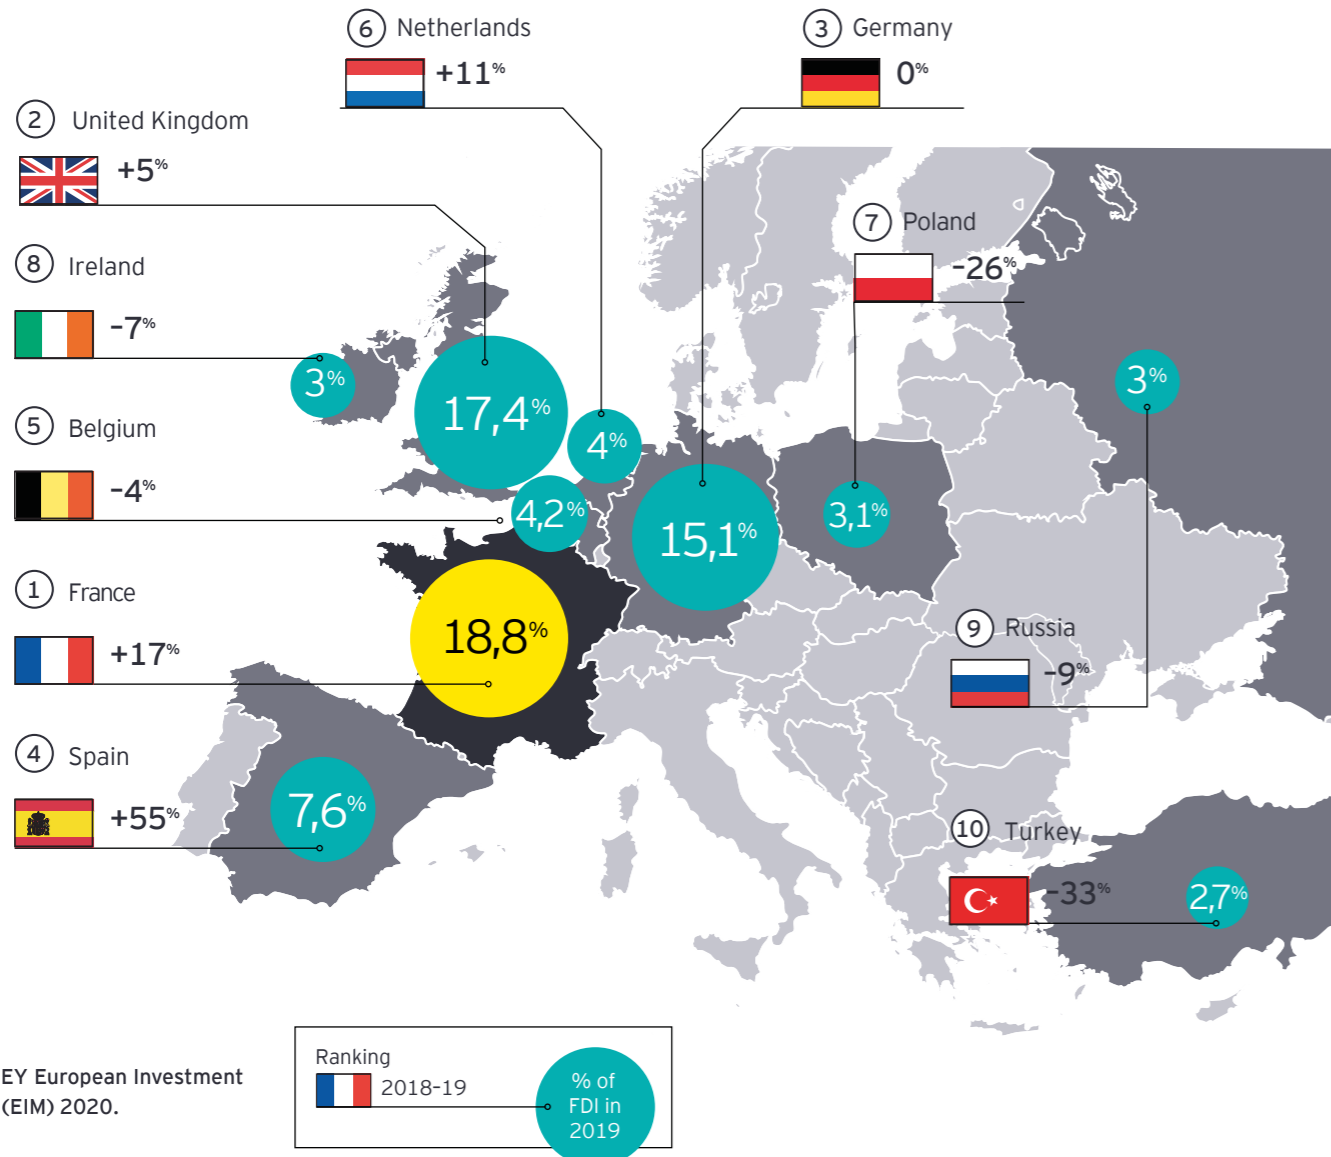 6 Netherlands
+11%
3 Germany
0%
2 United Kingdom
+5%
7 Poland
-26%
8 Ireland
-7%
3%
17,4%
4%
3%
5 Belgium
-4%
4,2%
15,1%
3,1%
1 France
+17%
18,8%
9 Russia
-9%
4 Spain
+55%
7,6%
10 Turkey
-33%
2,7%
EY European Investment
(EIM) 2020.
Ranking
2018-19
% of
FDI in
2019